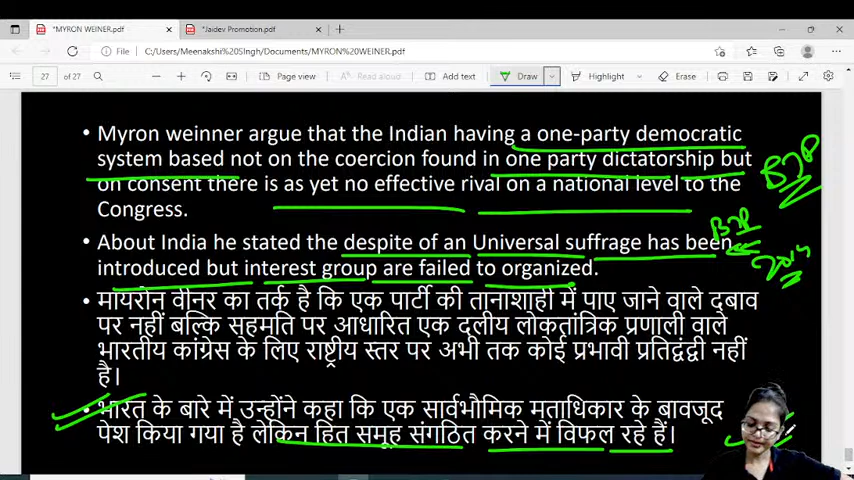 *MYRON WEINER.pdf
*Jaidev Promotion.pdf
File C:/Users/Meenakshi%20SIngh/Documents/MYRON%20WEINER.pdf
27 of 27 Page view Read aloud Add text Draw Highlight Erase
• Myron weinner argue that the Indian having a one-party democratic
system based not on the coercion found in one party dictatorship but
on consent there is as yet no effective rival on a national level to the
Congress.
BJP
• About India he stated the despite of an Universal suffrage has been
introduced but interest group are failed to organized.
BJP
• मायरोन वीनर का तर्क है कि एक पार्टी की तानाशाही में पाए जाने वाले दबाव
पर नहीं बल्कि सहमति पर आधारित एक दलीय लोकतांत्रिक प्रणाली वाले
भारतीय कांग्रेस के लिए राष्ट्रीय स्तर पर अभी तक कोई प्रभावी प्रतिद्वंद्वी नहीं
है।
• भारत के बारे में उन्होंने कहा कि एक सार्वभौमिक मताधिकार के बावजूद
पेश किया गया है लेकिन हित समूह संगठित करने में विफल रहे हैं।